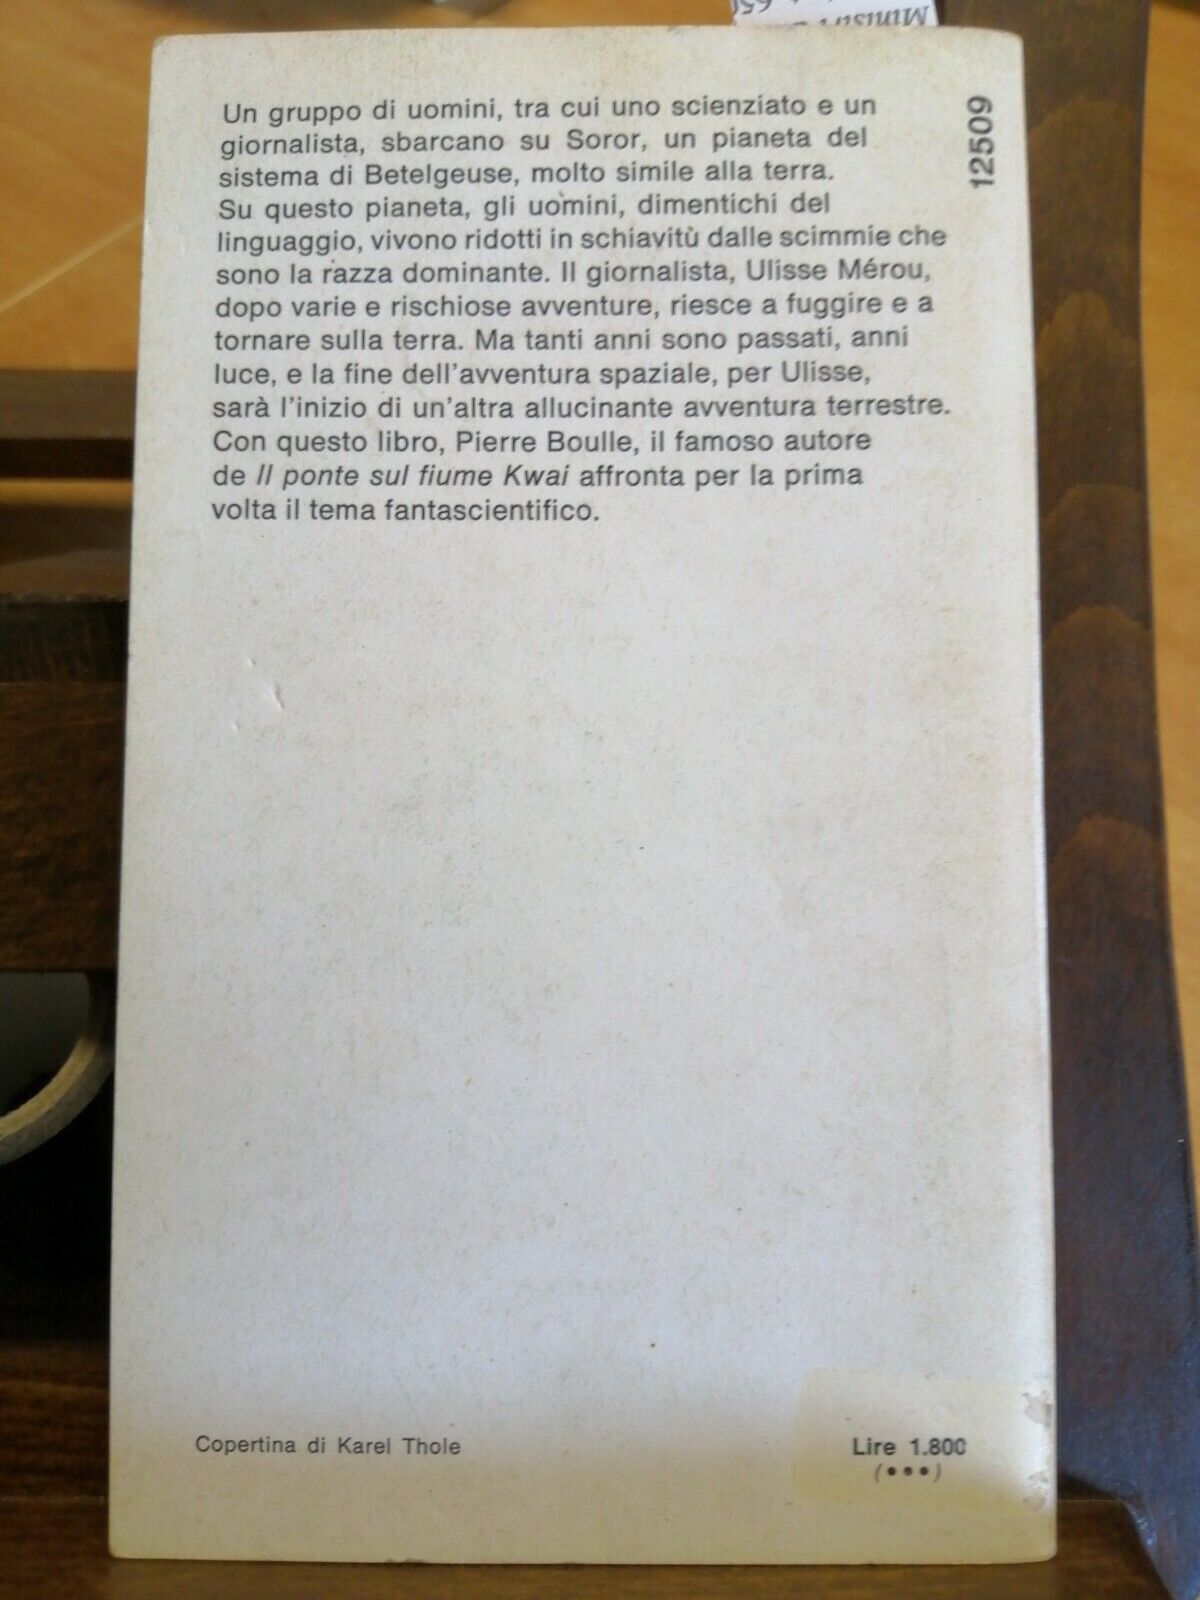 Minist
65
Un gruppo di uomini, tra cui uno scienziato e un
giornalista, sbarcano su Soror, un pianeta del
sistema di Betelgeuse, molto simile alla terra.
Su questo pianeta, gli uomini, dimentichi del
linguaggio, vivono ridotti in schiavitù dalle scimmie che
sono la razza dominante. Il giornalista, Ulisse Mérou,
dopo varie e rischiose avventure, riesce a fuggire e a
tornare sulla terra. Ma tanti anni sono passati, anni
luce, e la fine dell'avventura spaziale, per Ulisse,
sarà l'inizio di un'altra allucinante avventura terrestre.
Con questo libro, Pierre Boulle, il famoso autore
de Il ponte sul fiume Kwai affronta per la prima
volta il tema fantascientifico.
12509
Copertina di Karel Thole
Lire 1.800
(•••)